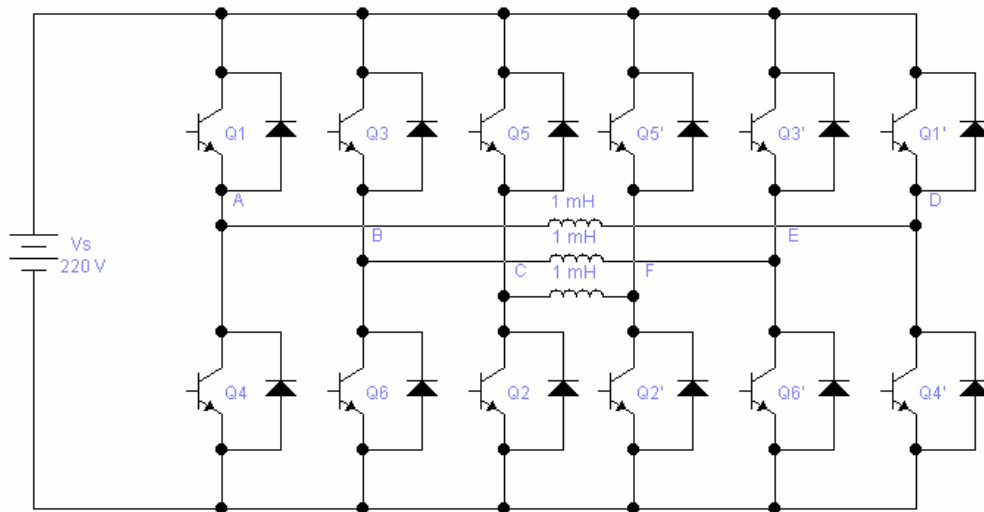 Q1 Q3 Q5 Q5' Q3' Q1'
A 1 mH D
B 1 mH E
Vs C 1 mH F
220 V
Q4 Q6 Q2 Q2' Q6' Q4'